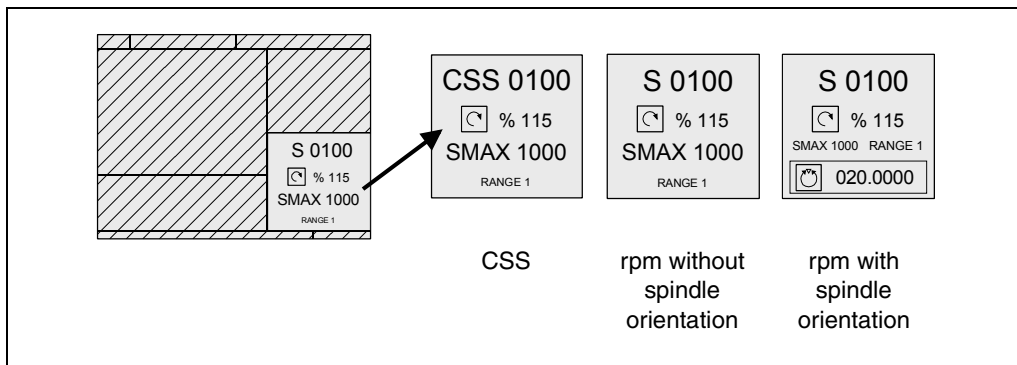 S 0100
% 115
SMAX 1000
RANGE 1
CSS 0100
% 115
SMAX 1000
RANGE 1
CSS
S 0100
% 115
SMAX 1000
RANGE 1
rpm without
spindle
orientation
S 0100
% 115
SMAX 1000 RANGE 1
020.0000
rpm with
spindle
orientation